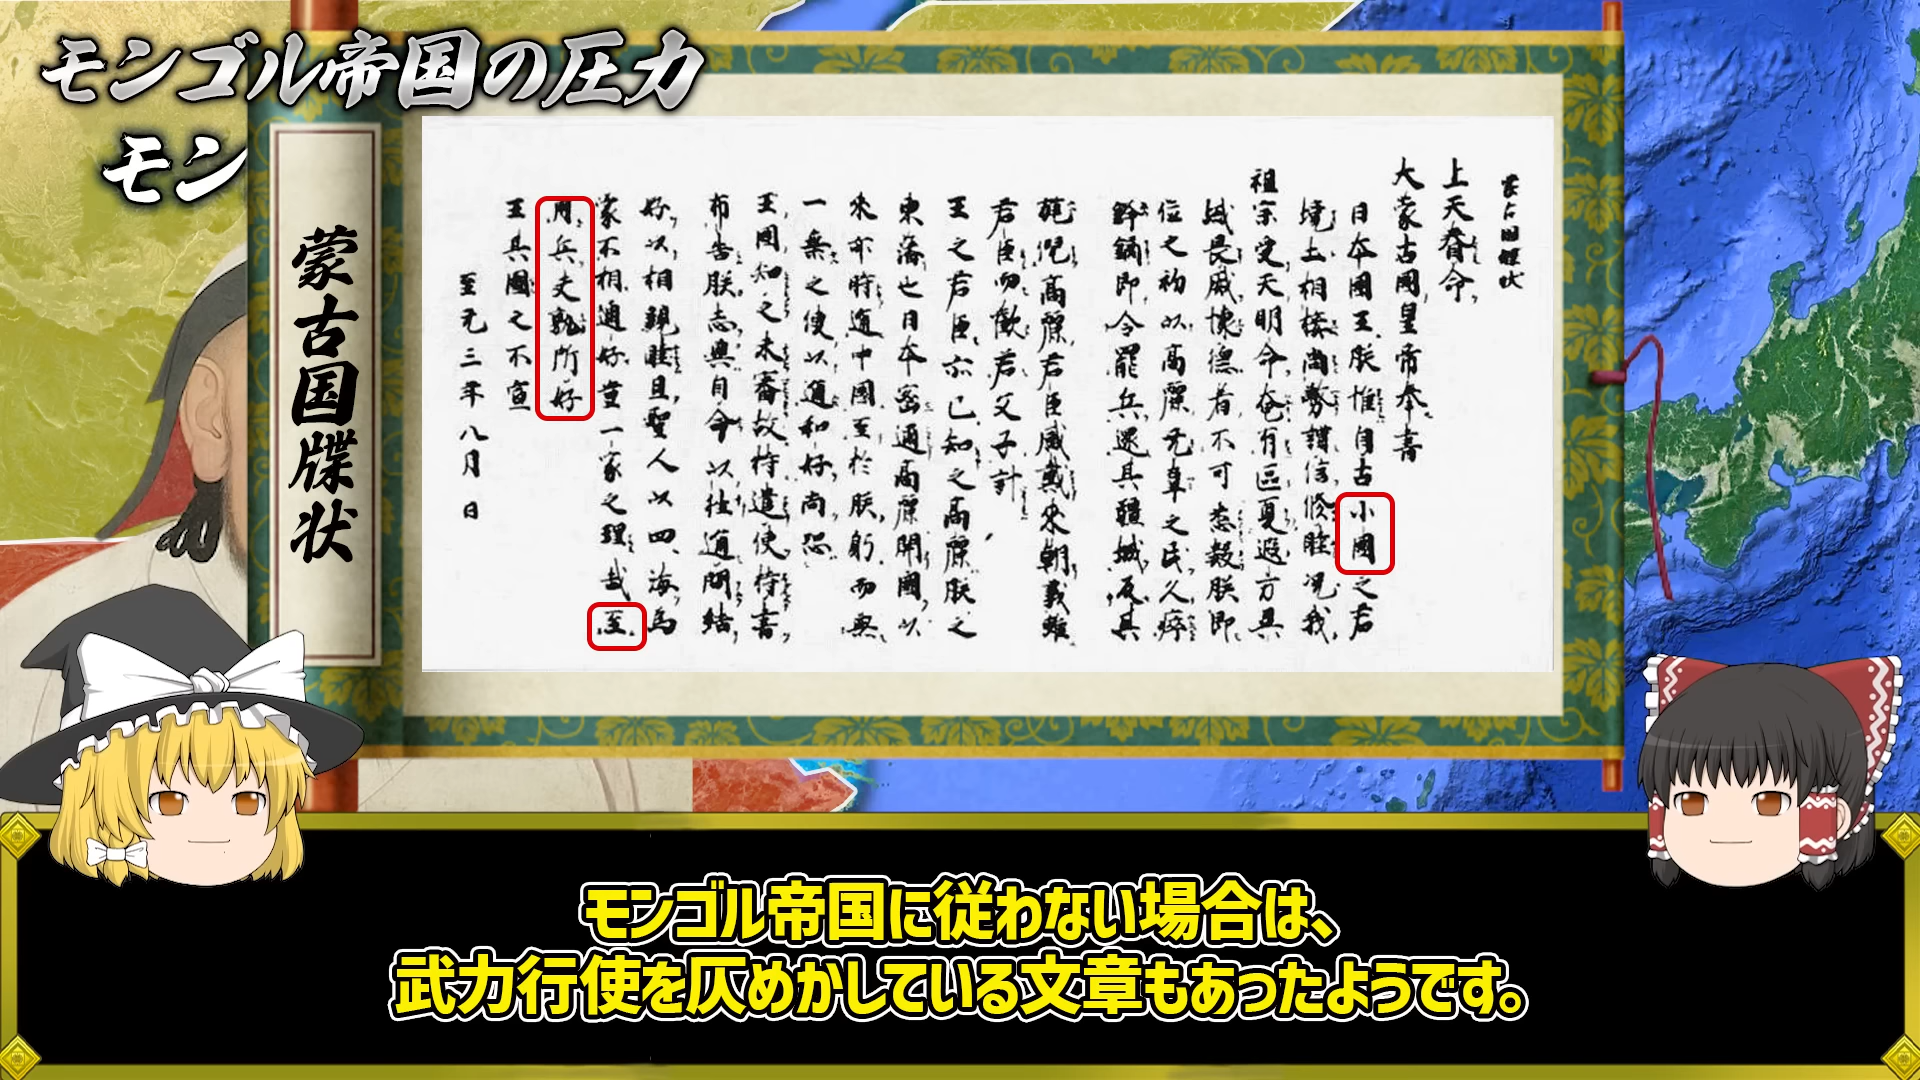 モンゴル帝国の圧力
モン
蒙古国牒状
蒙古国牒状
上天眷命
大蒙古國皇帝奉書
日本國王朕惟自古小國之君
境土相接尚務講信修睦況我
祖宗受天明命奄有區夏遐方異
域畏威懐德者不可悉數朕即
位之初以高麗无辜之民久瘁
鋒鏑即令罷兵還其疆域反其
旄倪高麗君臣感戴来朝義雖
君臣而歡若父子計
王之君臣亦已知之高麗朕之
東藩也日本密邇高麗開國以
来亦時通中國至於朕躬而無
一乗之使以通和好尚恐
王國知之未審故特遣使持書
布告朕志冀自今以往通問結
好以相親睦且聖人以四海為
家不相通好豈一家之理哉至
用兵夫孰所好
王其圖之不宣
至元三年八月日
モンゴル帝国に従わない場合は、
武力行使を仄めかしている文章もあったようです。